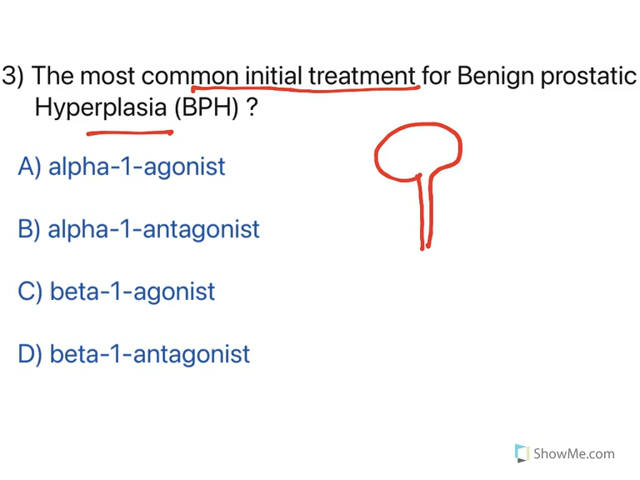 3) The most common initial treatment for Benign prostatic
Hyperplasia (BPH) ?
A) alpha-1-agonist
B) alpha-1-antagonist
C) beta-1-agonist
D) beta-1-antagonist
ShowMe.com